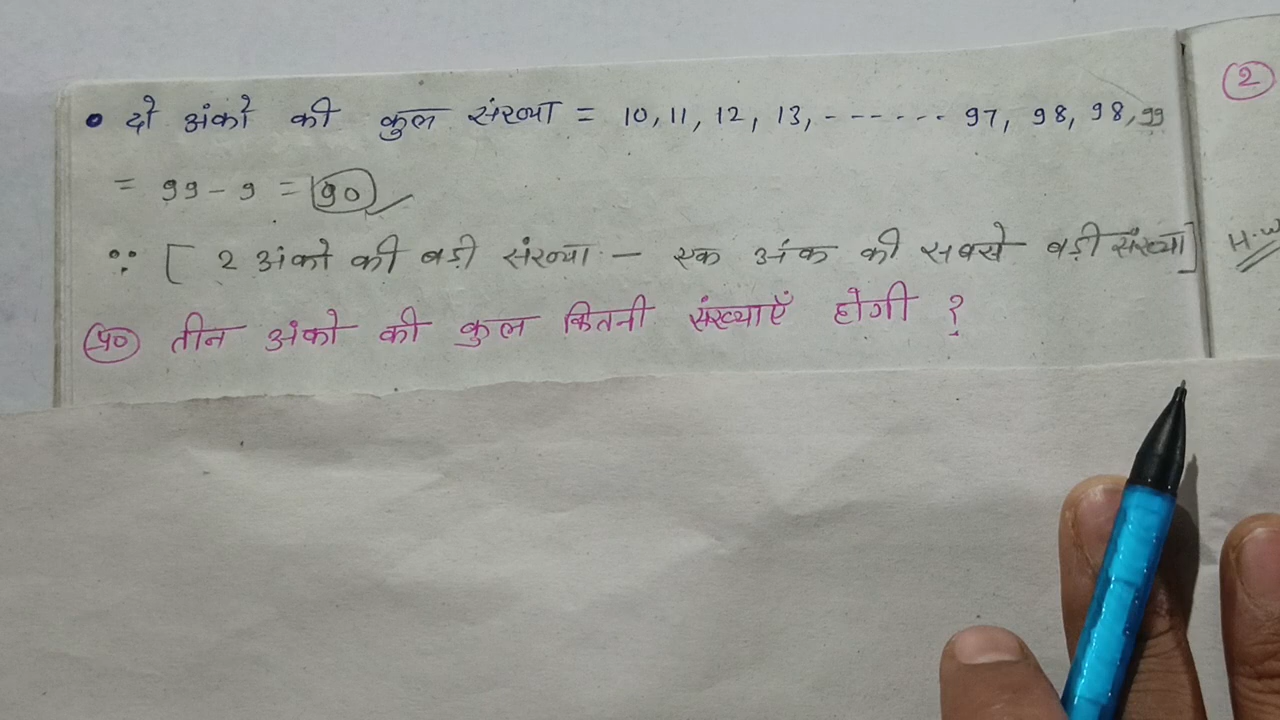 • दो अंको की कुल संख्या = 10, 11, 12, 13, - - - - - - - 97, 98, 98, 99
= 99 - 9 = 90 ✓
∵ [ 2 अंको की बड़ी संख्या - एक अंक की सबसे बड़ी संख्या ]
प्र० तीन अंको की कुल कितनी संख्याएँ होगी ?
2
H.W